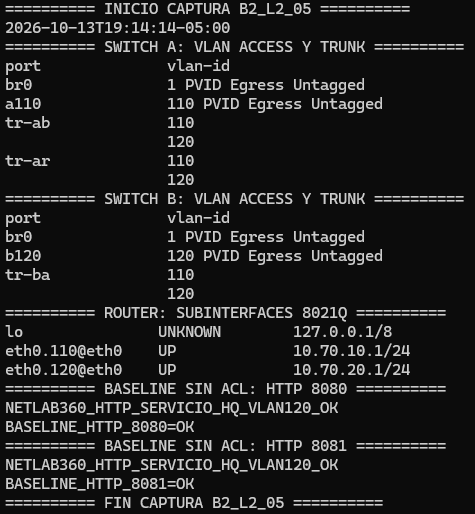 ========== INICIO CAPTURA B2_L2_05 ==========
2026-10-13T19:14:14-05:00
========== SWITCH A: VLAN ACCESS Y TRUNK ==========
port              vlan-id
br0               1 PVID Egress Untagged
a110              110 PVID Egress Untagged
tr-ab             110
                  120
tr-ar             110
                  120
========== SWITCH B: VLAN ACCESS Y TRUNK ==========
port              vlan-id
br0               1 PVID Egress Untagged
b120              120 PVID Egress Untagged
tr-ba             110
                  120
========== ROUTER: SUBINTERFACES 8021Q ==========
lo               UNKNOWN        127.0.0.1/8
eth0.110@eth0    UP             10.70.10.1/24
eth0.120@eth0    UP             10.70.20.1/24
========== BASELINE SIN ACL: HTTP 8080 ==========
NETLAB360_HTTP_SERVICIO_HQ_VLAN120_OK
BASELINE_HTTP_8080=OK
========== BASELINE SIN ACL: HTTP 8081 ==========
NETLAB360_HTTP_SERVICIO_HQ_VLAN120_OK
BASELINE_HTTP_8081=OK
========== FIN CAPTURA B2_L2_05 ==========